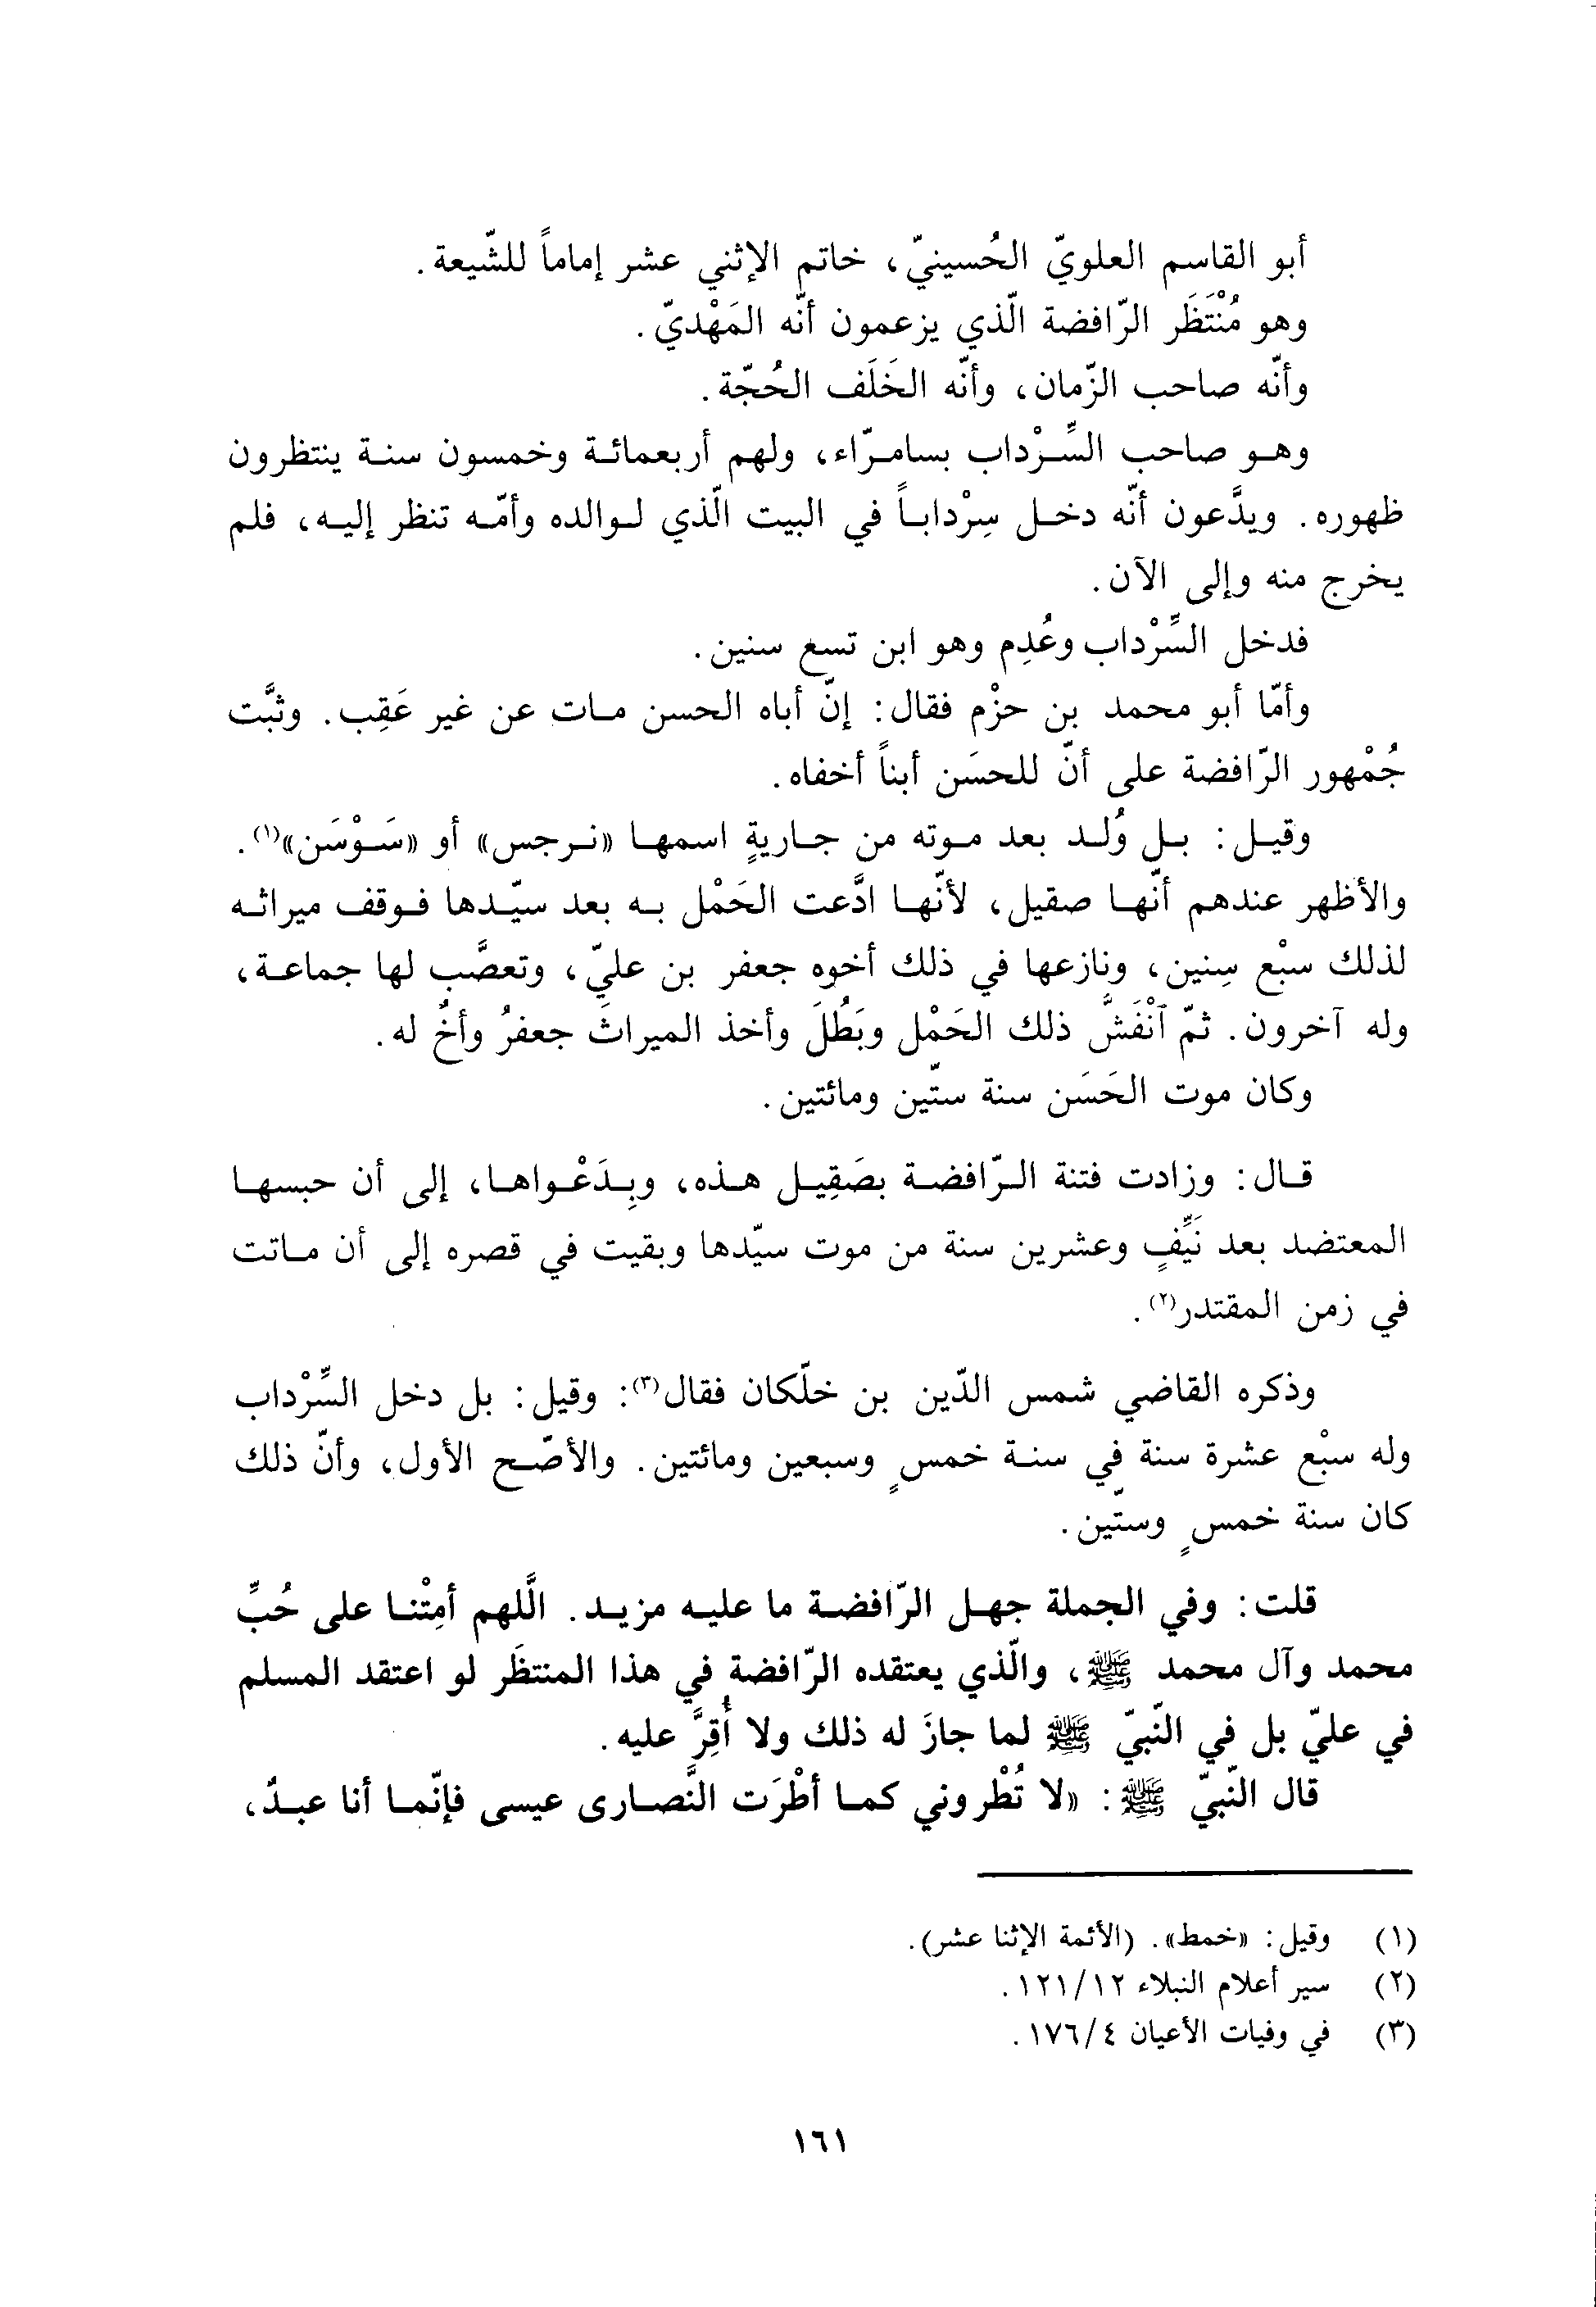 أبو القاسم العلويّ الحُسينيّ، خاتم الإثني عشر إماماً للشّيعة.
وهو مُنْتَظَر الرّافضة الّذي يزعمون أنّه المَهْديّ.
وأنّه صاحب الزّمان، وأنّه الخَلَف الحُجّة.
وهو صاحب السِّرْداب بسامرّاء، ولهم أربعمائة وخمسون سنة ينتظرون
ظهوره. ويدَّعون أنّه دخل سِرْداباً في البيت الّذي لوالده وأمّه تنظر إليه، فلم
يخرج منه وإلى الآن.
فدخل السِّرْداب وعُدِم وهو ابن تسع سنين.
وأمّا أبو محمد بن حزْم فقال: إنّ أباه الحسن مات عن غير عَقِب. وثبَّت
جُمْهور الرّافضة على أنّ للحسَن أبناً أخفاه.
وقيل: بل وُلد بعد موته من جاريةٍ اسمها «نرجس» أو «سَوْسَن»(١).
والأظهر عندهم أنّها صقيل، لأنّها ادَّعت الحَمْل به بعد سيّدها فوقف ميراثه
لذلك سبْع سِنين، ونازعها في ذلك أخوه جعفر بن عليّ، وتعصَّب لها جماعة،
وله آخرون. ثمّ ٱنْفَشَّ ذلك الحَمْل وبَطُلَ وأخذ الميراثَ جعفرُ وأخٌ له.
وكان موت الحَسَن سنة ستّين ومائتين.
قال: وزادت فتنة الرّافضة بصَقِيل هذه، وبِدَعْواها، إلى أن حبسها
المعتضد بعد نَيِّفٍ وعشرين سنة من موت سيّدها وبقيت في قصره إلى أن ماتت
في زمن المقتدر(٢).
وذكره القاضي شمس الدّين بن خلّكان فقال(٣): وقيل: بل دخل السِّرْداب
وله سبْع عشرة سنة في سنة خمسٍ وسبعين ومائتين. والأصّح الأول، وأنّ ذلك
كان سنة خمسٍ وستّين.
قلت: وفي الجملة جهل الرّافضة ما عليه مزيد. الّلهم أمِتْنا على حُبِّ
محمد وآل محمد ﷺ، والّذي يعتقده الرّافضة في هذا المنتظَر لو اعتقد المسلم
في عليّ بل في النّبيّ ﷺ لما جازَ له ذلك ولا أُقِرَّ عليه.
قال النّبيّ ﷺ: «لا تُطْروني كما أطْرَت النَّصارى عيسى فإنّما أنا عبدٌ،
(١) وقيل: «خمط». (الأئمة الإثنا عشر).
(٢) سير أعلام النبلاء ١٢١/١٢.
(٣) في وفيات الأعيان ١٧٦/٤.
١٦١